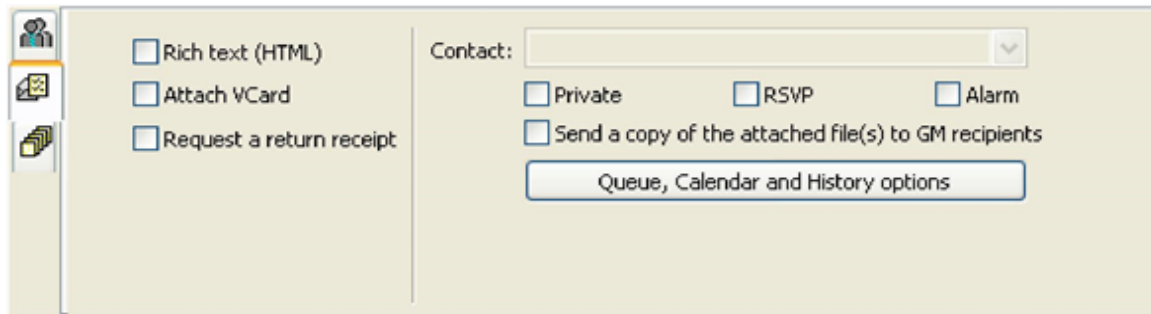 Rich text (HTML)
Attach VCard
Request a return receipt
Contact:
Private RSVP Alarm
Send a copy of the attached file(s) to GM recipients
Queue, Calendar and History options